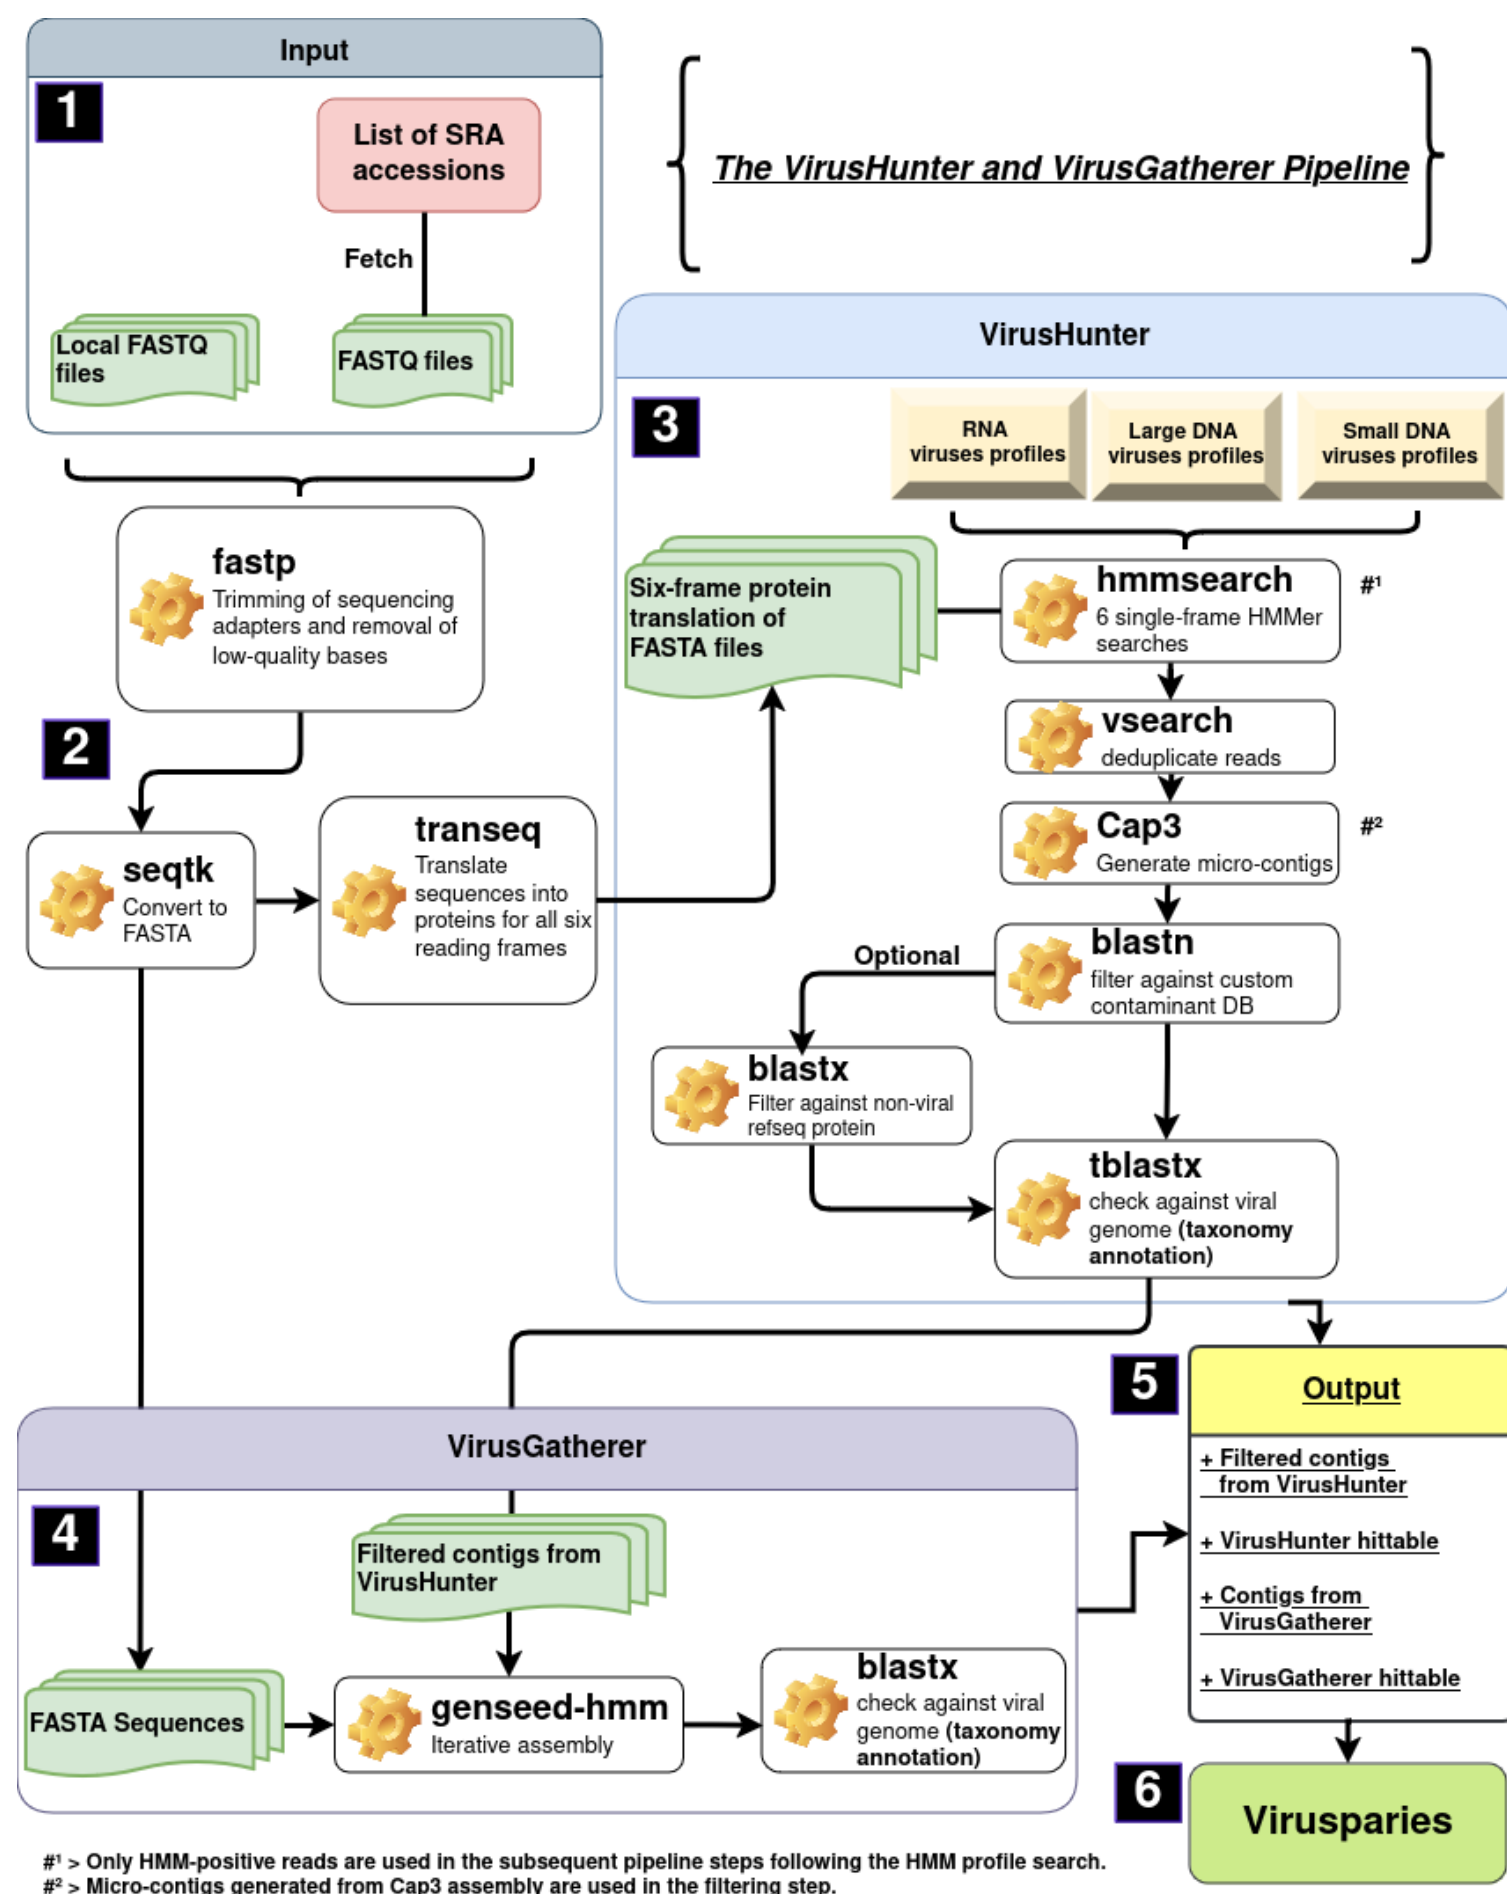 Input
1
List of SRA
accessions
Fetch
Local FASTQ
files
FASTQ files
The VirusHunter and VirusGatherer Pipeline
fastp
Trimming of sequencing
adapters and removal of
low-quality bases
2
seqtk
Convert to
FASTA
transeq
Translate
sequences into
proteins for all six
reading frames
VirusHunter
3
RNA
viruses profiles
Large DNA
viruses profiles
Small DNA
viruses profiles
Six-frame protein
translation of
FASTA files
hmmsearch
6 single-frame HMMer
searches
#¹
vsearch
deduplicate reads
Cap3
Generate micro-contigs
#²
blastn
filter against custom
contaminant DB
Optional
blastx
Filter against non-viral
refseq protein
tblastx
check against viral
genome (taxonomy
annotation)
VirusGatherer
4
Filtered contigs from
VirusHunter
FASTA Sequences
genseed-hmm
Iterative assembly
blastx
check against viral
genome (taxonomy
annotation)
5
Output
+ Filtered contigs
from VirusHunter
+ VirusHunter hittable
+ Contigs from
VirusGatherer
+ VirusGatherer hittable
6
Virusparies
#¹ > Only HMM-positive reads are used in the subsequent pipeline steps following the HMM profile search.
#² > Micro-contigs generated from Cap3 assembly are used in the filtering step.